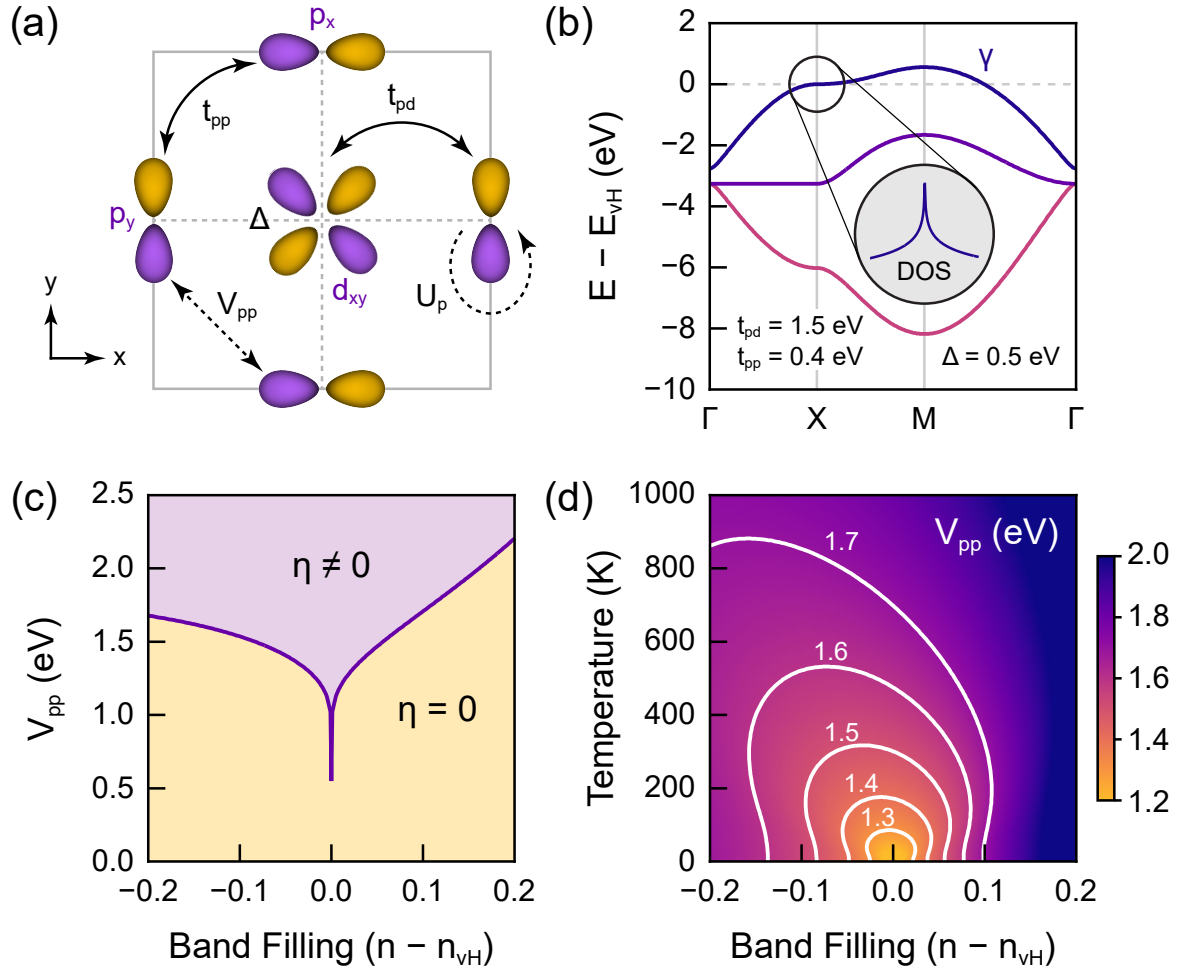 (a)
pₓ
t_pp
t_pd
p_y
Δ
d_xy
U_p
V_pp
y
x
(b)
E − E_vH (eV)
2
0
−2
−4
−6
−8
−10
γ
DOS
t_pd = 1.5 eV
t_pp = 0.4 eV
Δ = 0.5 eV
Γ X M Γ
(c)
V_pp (eV)
2.5
2.0
1.5
1.0
0.5
0.0
η ≠ 0
η = 0
−0.2 −0.1 0.0 0.1 0.2
Band Filling (n − n_vH)
(d)
Temperature (K)
1000
800
600
400
200
0
V_pp (eV)
1.7
1.6
1.5
1.4
1.3
2.0
1.8
1.6
1.4
1.2
−0.2 −0.1 0.0 0.1 0.2
Band Filling (n − n_vH)